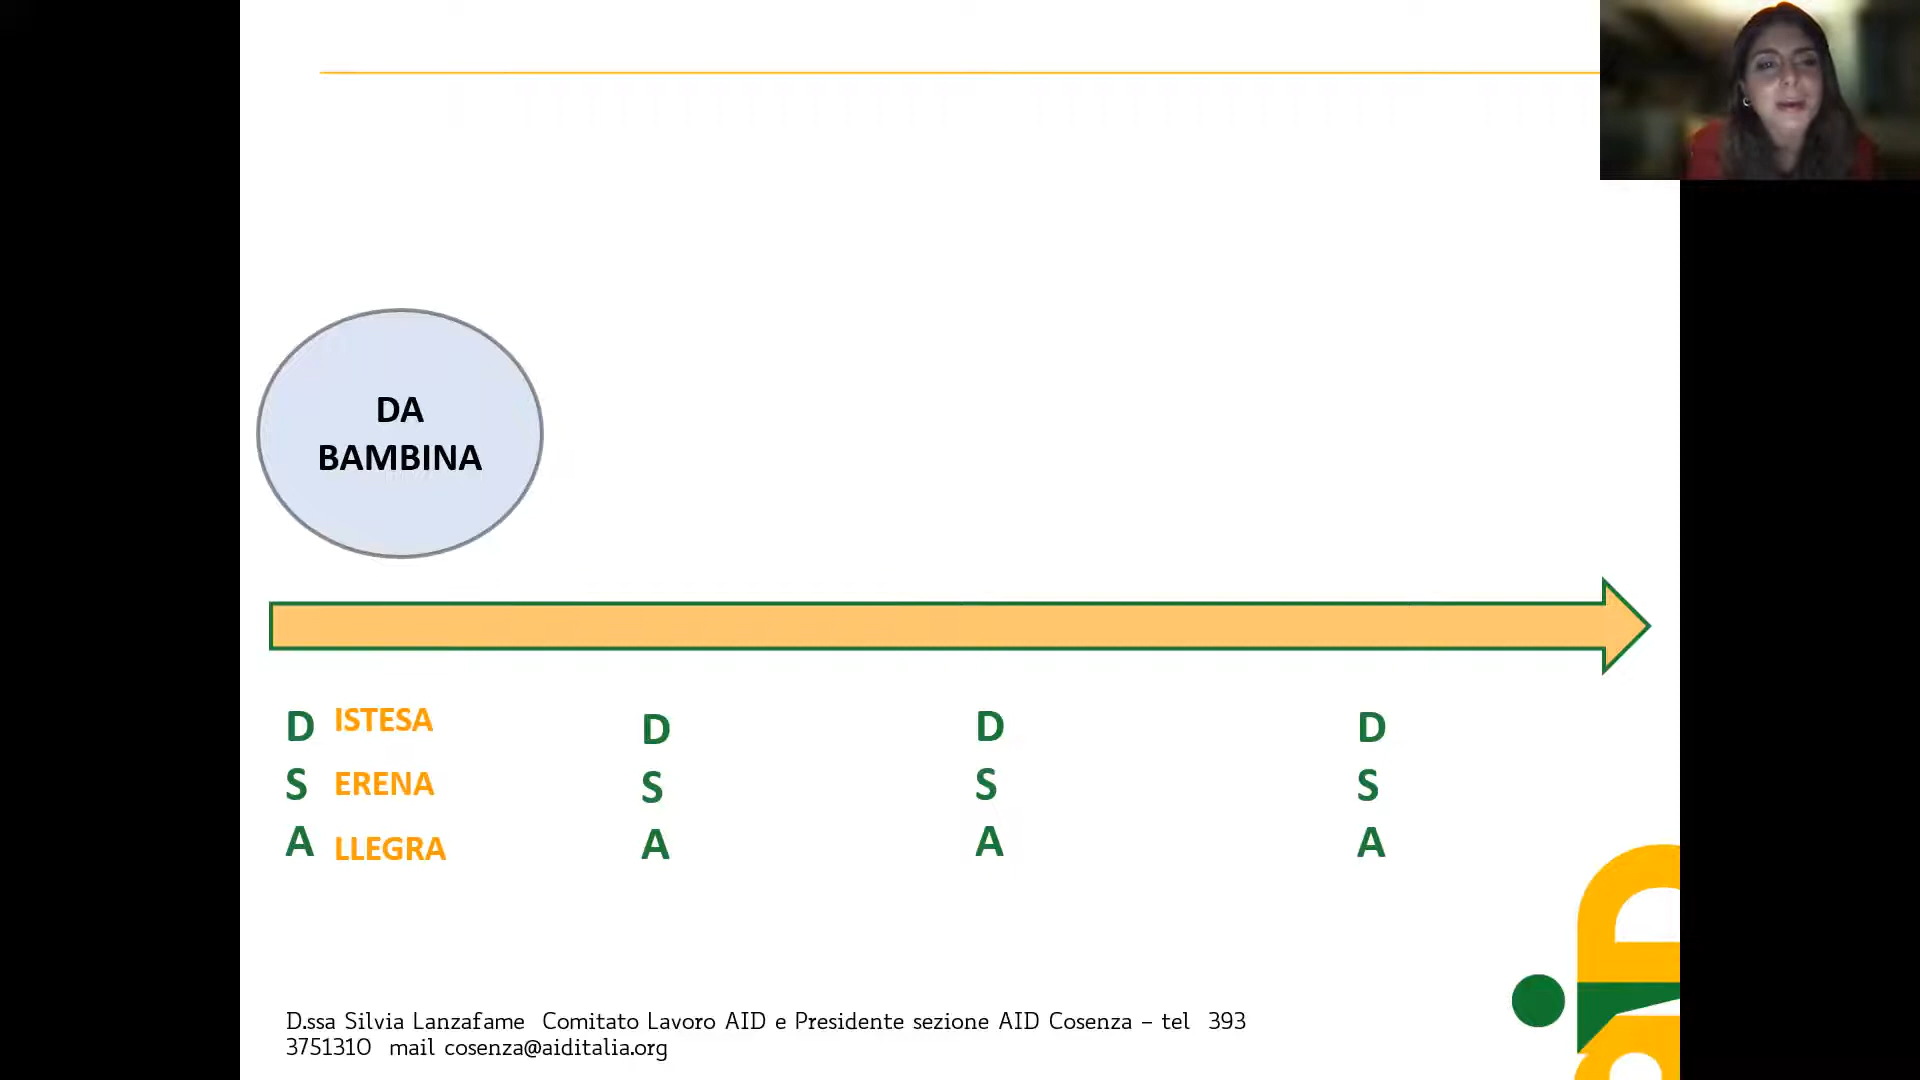 DA
BAMBINA
D ISTESA
S ERENA
A LLEGRA
D
S
A
D
S
A
D
S
A
D.ssa Silvia Lanzafame Comitato Lavoro AID e Presidente sezione AID Cosenza – tel 393
3751310 mail cosenza@aiditalia.org